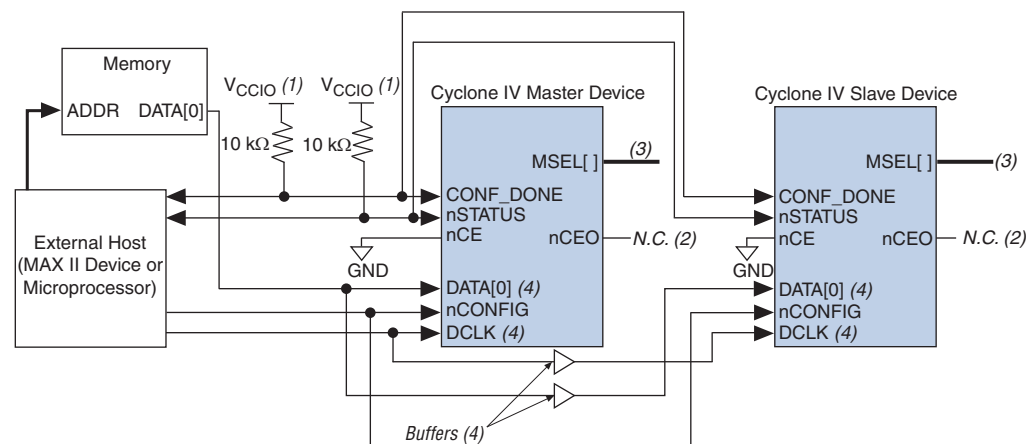 Memory
ADDR DATA[0]
VCCIO (1)
VCCIO (1)
10 kΩ
10 kΩ
External Host
(MAX II Device or
Microprocessor)
Cyclone IV Master Device
MSEL[ ]
(3)
CONF_DONE
nSTATUS
nCE
nCEO
N.C. (2)
GND
DATA[0] (4)
nCONFIG
DCLK (4)
Buffers (4)
Cyclone IV Slave Device
MSEL[ ]
(3)
CONF_DONE
nSTATUS
nCE
nCEO
N.C. (2)
GND
DATA[0] (4)
nCONFIG
DCLK (4)